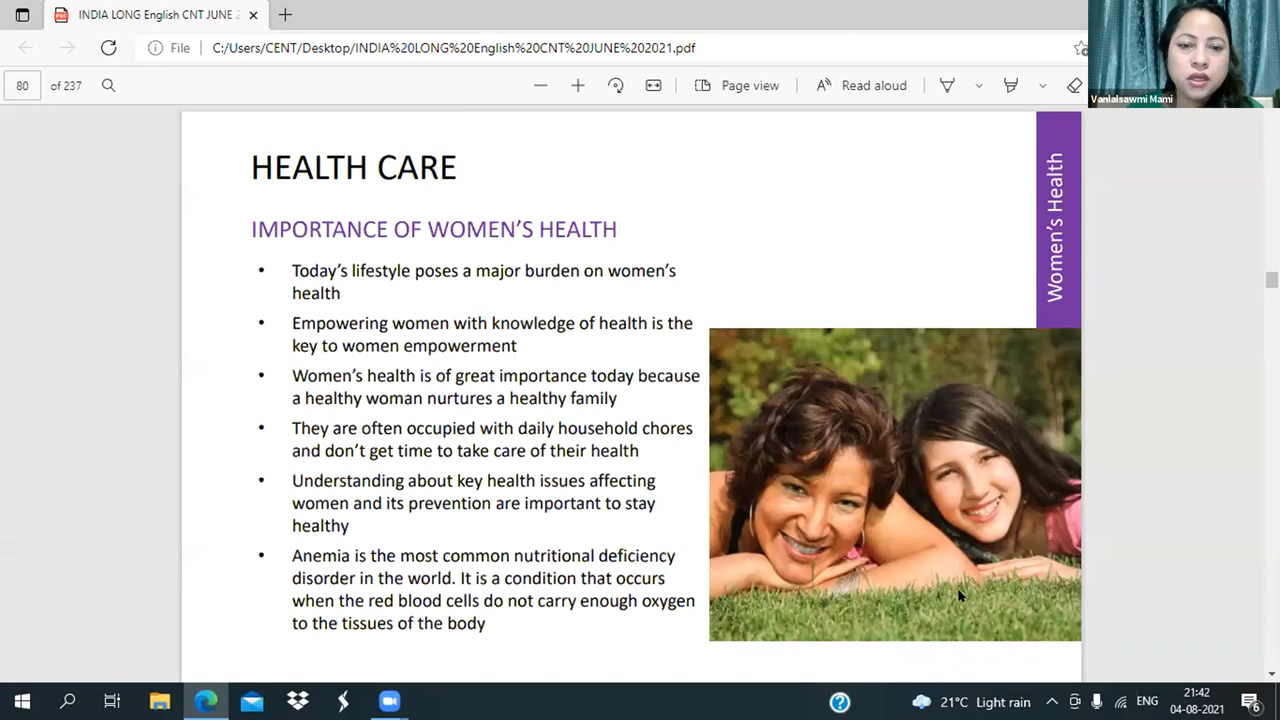 INDIA LONG English CNT JUNE 2
File
C:/Users/CENT/Desktop/INDIA%20LONG%20English%20CNT%20JUNE%202021.pdf
80 of 237
Page view
Read aloud
Vanlalsawmi Mami
HEALTH CARE
Women's Health
IMPORTANCE OF WOMEN'S HEALTH
• Today's lifestyle poses a major burden on women's
health
• Empowering women with knowledge of health is the
key to women empowerment
• Women's health is of great importance today because
a healthy woman nurtures a healthy family
• They are often occupied with daily household chores
and don't get time to take care of their health
• Understanding about key health issues affecting
women and its prevention are important to stay
healthy
• Anemia is the most common nutritional deficiency
disorder in the world. It is a condition that occurs
when the red blood cells do not carry enough oxygen
to the tissues of the body
21°C Light rain
ENG
21:42
04-08-2021
6